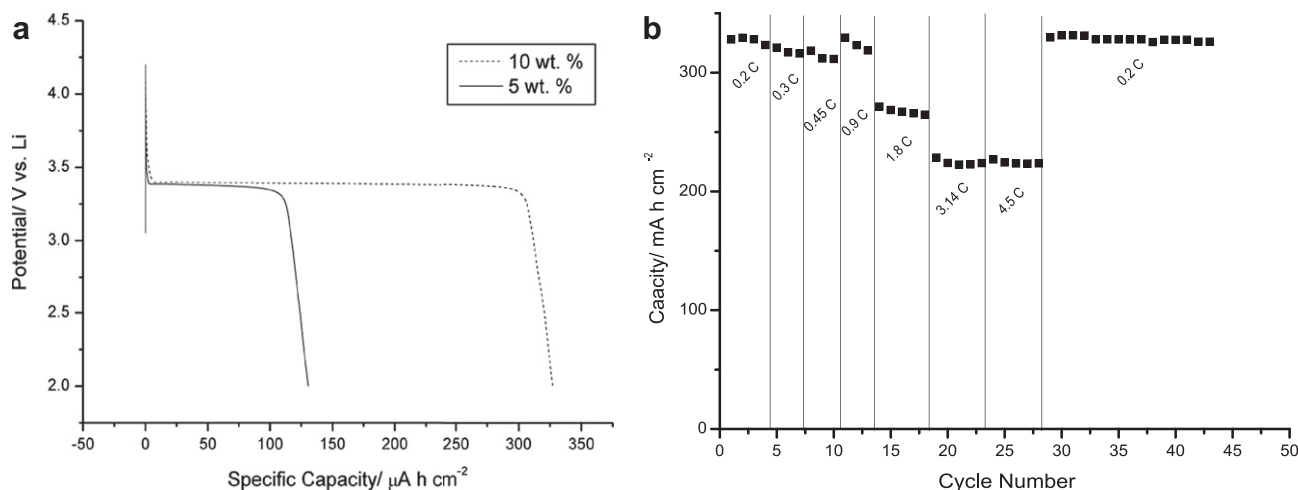 a
10 wt. %
5 wt. %
4.5
4.0
3.5
3.0
2.5
2.0
Potential/ V vs. Li
-50 0 50 100 150 200 250 300 350
Specific Capacity/ μA h cm-2
b
300
200
100
0
Caacity/ mA h cm -2
0.2 C
0.3 C
0.45 C
0.9 C
1.8 C
3.14 C
4.5 C
0.2 C
0 5 10 15 20 25 30 35 40 45 50
Cycle Number